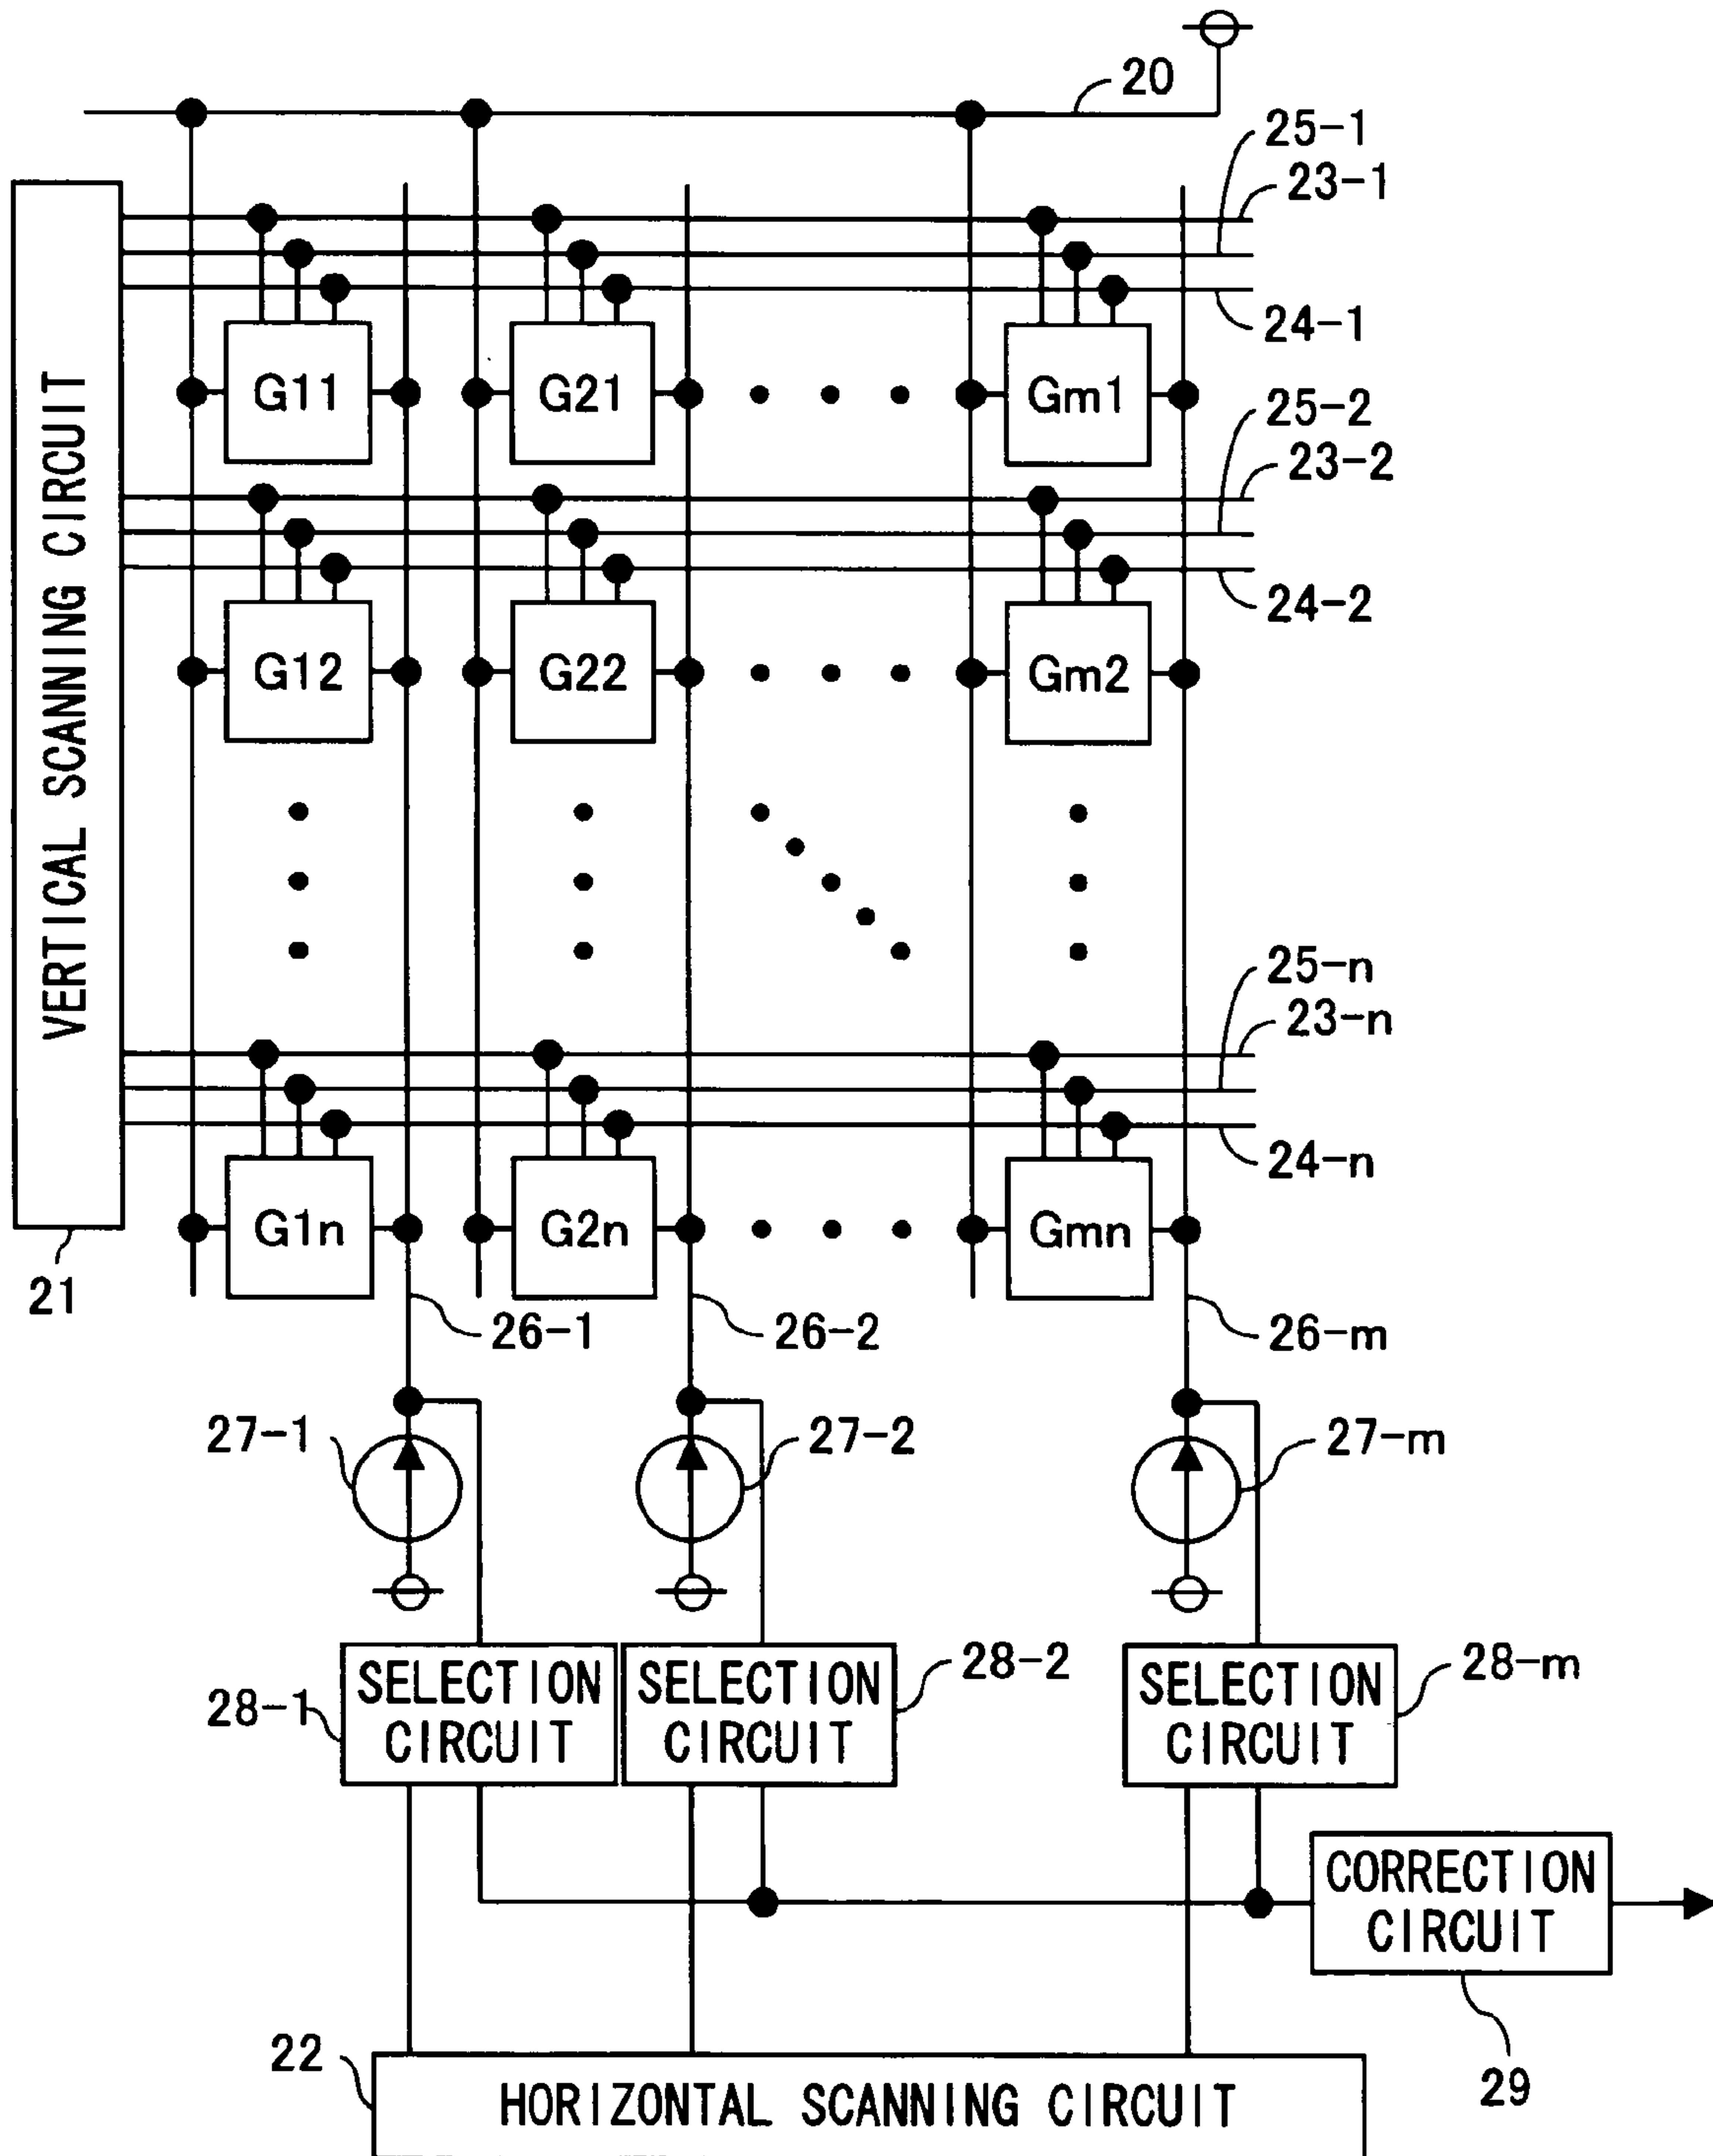 20
25-1
23-1
24-1
G11
G21
Gm1
25-2
23-2
24-2
G12
G22
Gm2
VERTICAL SCANNING CIRCUIT
25-n
23-n
24-n
G1n
G2n
Gmn
21
26-1
26-2
26-m
27-1
27-2
27-m
28-1
SELECTION
CIRCUIT
SELECTION
CIRCUIT
28-2
SELECTION
CIRCUIT
28-m
CORRECTION
CIRCUIT
29
22
HORIZONTAL SCANNING CIRCUIT